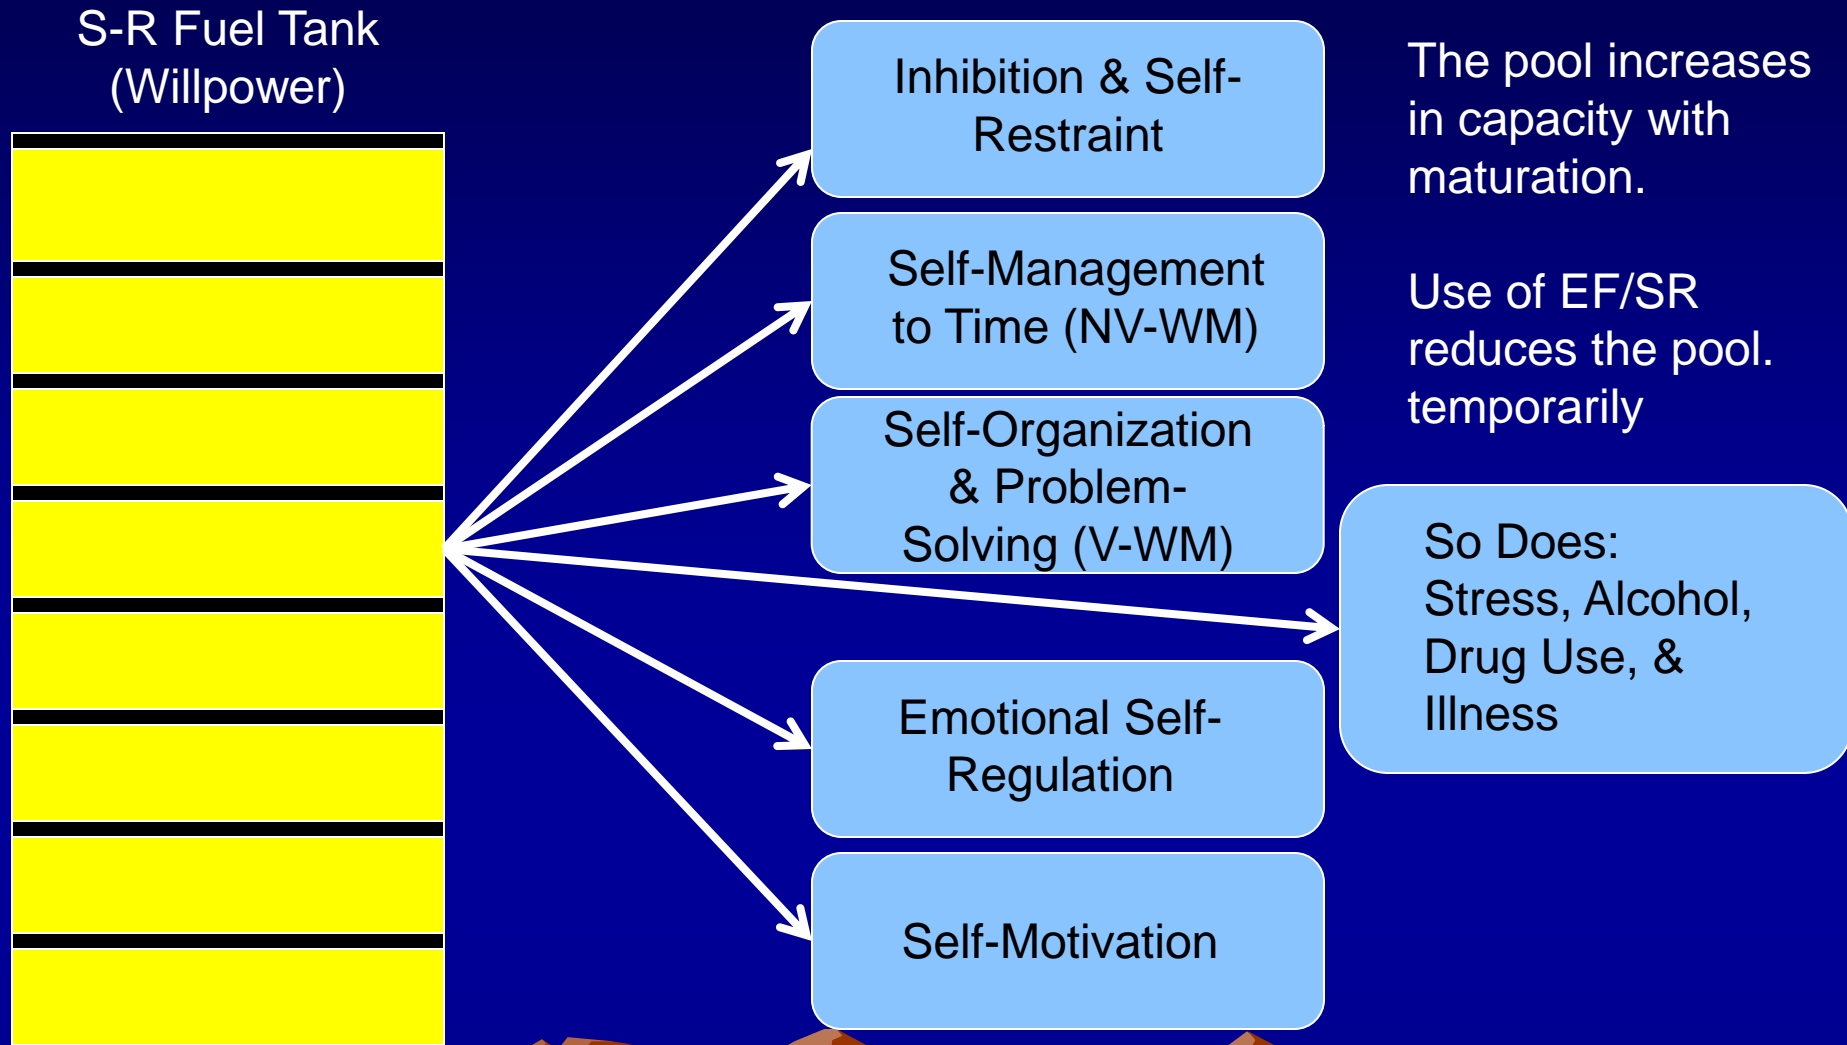 S-R Fuel Tank
(Willpower)
Inhibition & Self-
Restraint
Self-Management
to Time (NV-WM)
Self-Organization
& Problem-
Solving (V-WM)
Emotional Self-
Regulation
Self-Motivation
The pool increases
in capacity with
maturation.
Use of EF/SR
reduces the pool.
temporarily
So Does:
Stress, Alcohol,
Drug Use, &
Illness